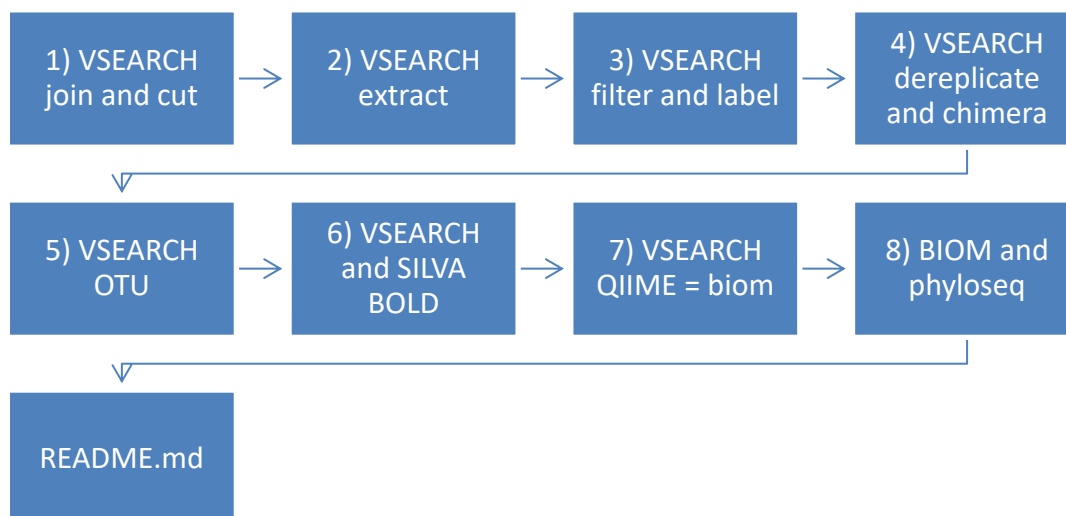 1) VSEARCH
join and cut
2) VSEARCH
extract
3) VSEARCH
filter and label
4) VSEARCH
dereplicate
and chimera
5) VSEARCH
OTU
6) VSEARCH
and SILVA
BOLD
7) VSEARCH
QIIME = biom
8) BIOM and
phyloseq
README.md